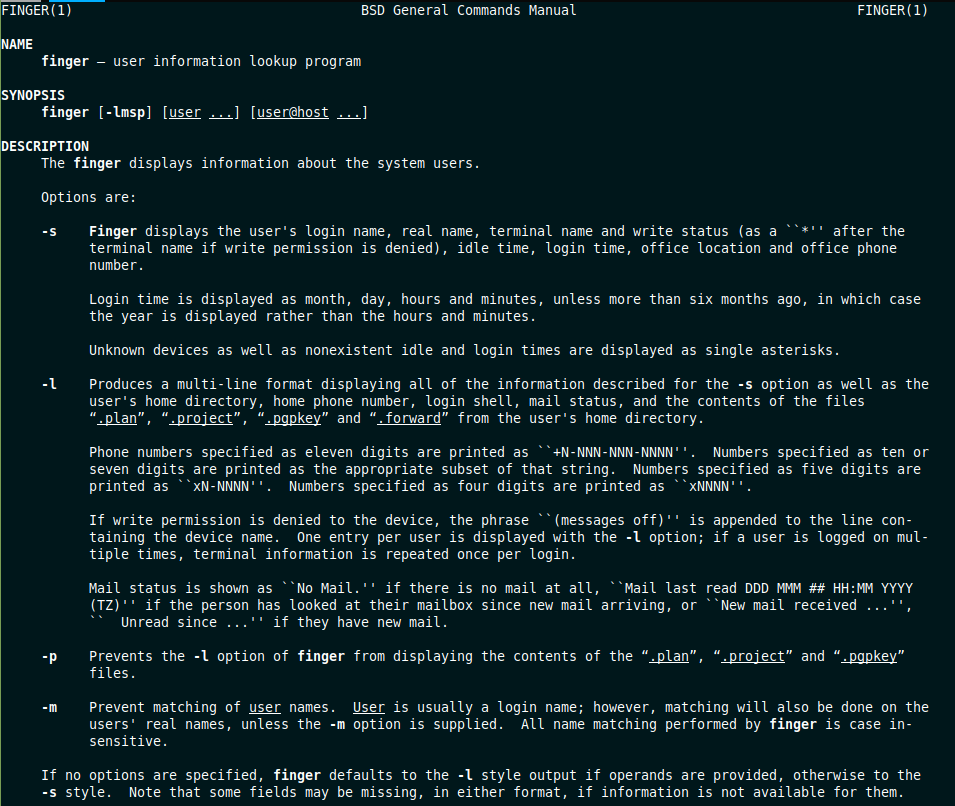 FINGER(1) BSD General Commands Manual FINGER(1)
NAME
finger — user information lookup program
SYNOPSIS
finger [-lmsp] [user ...] [user@host ...]
DESCRIPTION
The finger displays information about the system users.
Options are:
-s Finger displays the user's login name, real name, terminal name and write status (as a ``*'' after the
terminal name if write permission is denied), idle time, login time, office location and office phone
number.
Login time is displayed as month, day, hours and minutes, unless more than six months ago, in which case
the year is displayed rather than the hours and minutes.
Unknown devices as well as nonexistent idle and login times are displayed as single asterisks.
-l Produces a multi-line format displaying all of the information described for the -s option as well as the
user's home directory, home phone number, login shell, mail status, and the contents of the files
“.plan”, “.project”, “.pgpkey” and “.forward” from the user's home directory.
Phone numbers specified as eleven digits are printed as ``+N-NNN-NNN-NNNN''. Numbers specified as ten or
seven digits are printed as the appropriate subset of that string. Numbers specified as five digits are
printed as ``xN-NNNN''. Numbers specified as four digits are printed as ``xNNNN''.
If write permission is denied to the device, the phrase ``(messages off)'' is appended to the line con-
taining the device name. One entry per user is displayed with the -l option; if a user is logged on mul-
tiple times, terminal information is repeated once per login.
Mail status is shown as ``No Mail.'' if there is no mail at all, ``Mail last read DDD MMM ## HH:MM YYYY
(TZ)'' if the person has looked at their mailbox since new mail arriving, or ``New mail received ...'',
`` Unread since ...'' if they have new mail.
-p Prevents the -l option of finger from displaying the contents of the “.plan”, “.project” and “.pgpkey”
files.
-m Prevent matching of user names. User is usually a login name; however, matching will also be done on the
users' real names, unless the -m option is supplied. All name matching performed by finger is case in-
sensitive.
If no options are specified, finger defaults to the -l style output if operands are provided, otherwise to the
-s style. Note that some fields may be missing, in either format, if information is not available for them.